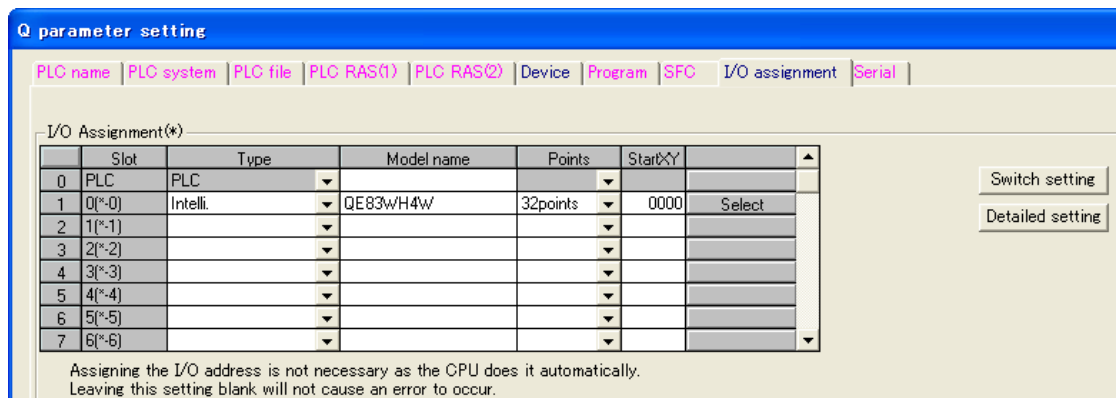 Q parameter setting
PLC name PLC system PLC file PLC RAS(1) PLC RAS(2) Device Program SFC I/O assignment Serial
I/O Assignment(*)
Slot Type Model name Points StartXY
0 PLC PLC
1 0(*-0) Intelli. QE83WH4W 32points 0000 Select
2 1(*-1)
3 2(*-2)
4 3(*-3)
5 4(*-4)
6 5(*-5)
7 6(*-6)
Switch setting
Detailed setting
Assigning the I/O address is not necessary as the CPU does it automatically.
Leaving this setting blank will not cause an error to occur.